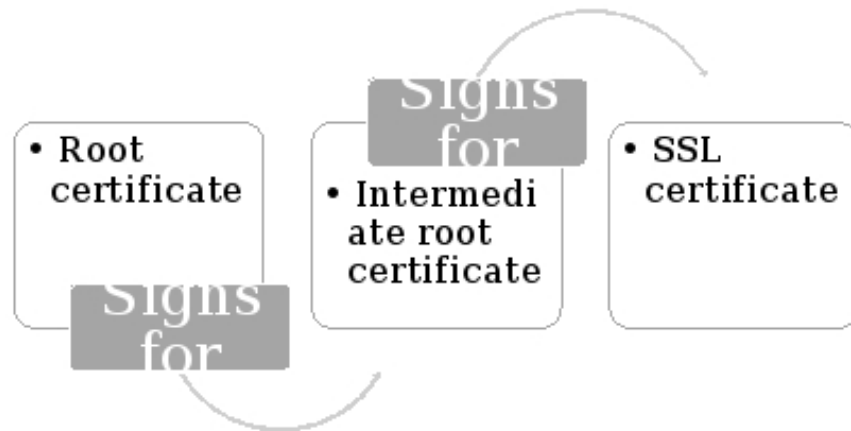 • Root
certificate
Signs
for
Signs
for
• Intermedi
ate root
certificate
• SSL
certificate